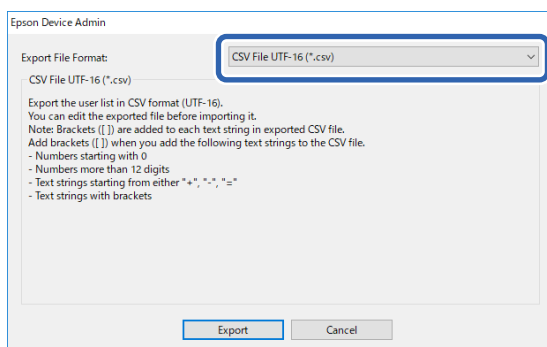 Epson Device Admin
Export File Format:
CSV File UTF-16 (*.csv)
CSV File UTF-16 (*.csv)
Export the user list in CSV format (UTF-16).
You can edit the exported file before importing it.
Note: Brackets ([ ]) are added to each text string in exported CSV file.
Add brackets ([ ]) when you add the following text strings to the CSV file.
- Numbers starting with 0
- Numbers more than 12 digits
- Text strings starting from either "+", "-", "="
- Text strings with brackets
Export
Cancel